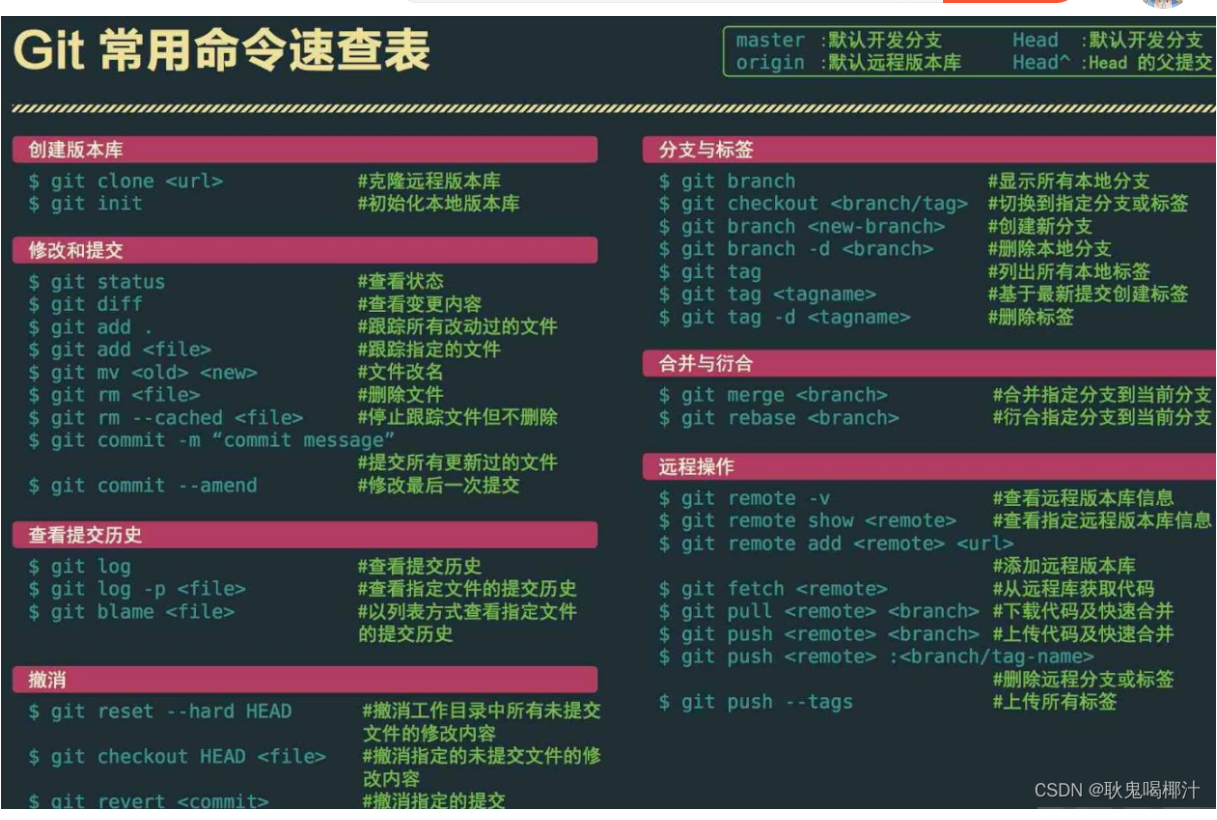 Git 常用命令速查表
master :默认开发分支 Head :默认开发分支
origin :默认远程版本库 Head^ :Head 的父提交
创建版本库
$ git clone <url> #克隆远程版本库
$ git init #初始化本地版本库
修改和提交
$ git status #查看状态
$ git diff #查看变更内容
$ git add . #跟踪所有改动过的文件
$ git add <file> #跟踪指定的文件
$ git mv <old> <new> #文件改名
$ git rm <file> #删除文件
$ git rm --cached <file> #停止跟踪文件但不删除
$ git commit -m “commit message”
#提交所有更新过的文件
$ git commit --amend #修改最后一次提交
查看提交历史
$ git log #查看提交历史
$ git log -p <file> #查看指定文件的提交历史
$ git blame <file> #以列表方式查看指定文件
的提交历史
撤消
$ git reset --hard HEAD #撤消工作目录中所有未提交
文件的修改内容
$ git checkout HEAD <file> #撤消指定的未提交文件的修
改内容
$ git revert <commit> #撤消指定的提交
分支与标签
$ git branch #显示所有本地分支
$ git checkout <branch/tag> #切换到指定分支或标签
$ git branch <new-branch> #创建新分支
$ git branch -d <branch> #删除本地分支
$ git tag #列出所有本地标签
$ git tag <tagname> #基于最新提交创建标签
$ git tag -d <tagname> #删除标签
合并与衍合
$ git merge <branch> #合并指定分支到当前分支
$ git rebase <branch> #衍合指定分支到当前分支
远程操作
$ git remote -v #查看远程版本库信息
$ git remote show <remote> #查看指定远程版本库信息
$ git remote add <remote> <url>
#添加远程版本库
$ git fetch <remote> #从远程库获取代码
$ git pull <remote> <branch> #下载代码及快速合并
$ git push <remote> <branch> #上传代码及快速合并
$ git push <remote> :<branch/tag-name>
#删除远程分支或标签
$ git push --tags #上传所有标签
CSDN @耿鬼喝椰汁